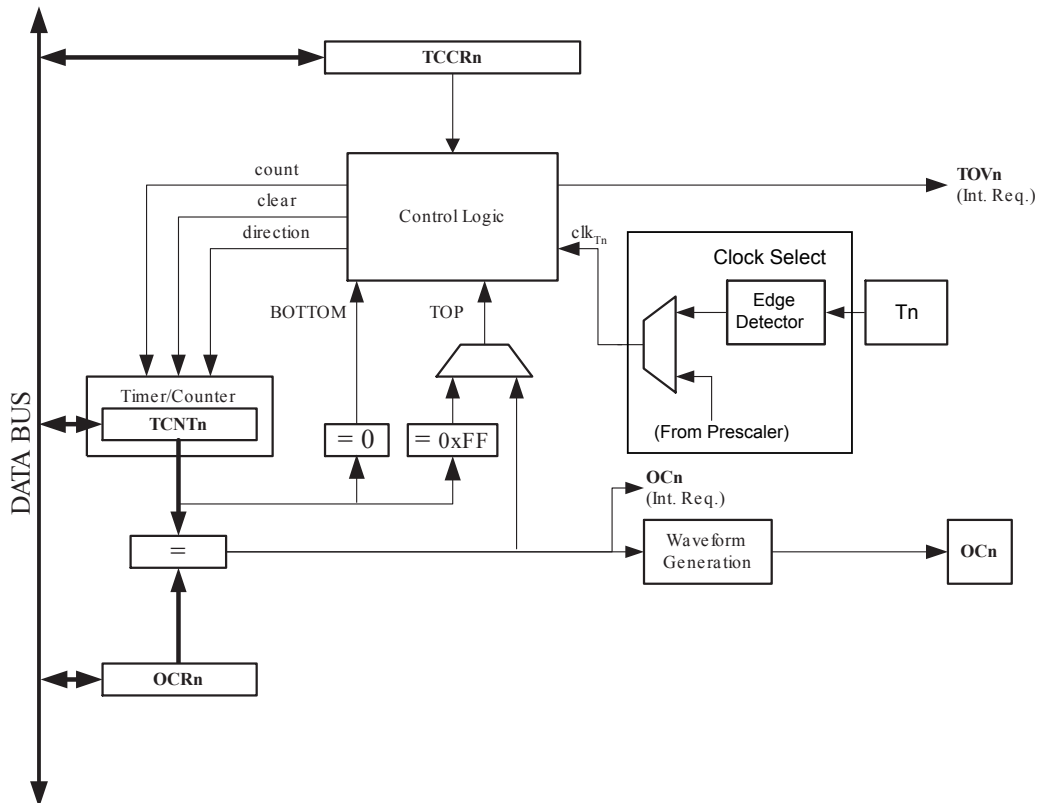 TCCRn
count
clear
direction
Control Logic
TOVn
(Int. Req.)
clkTn
Clock Select
Edge
Detector
Tn
(From Prescaler)
BOTTOM
TOP
Timer/Counter
TCNTn
= 0
= 0xFF
DATA BUS
OCn
(Int. Req.)
=
Waveform
Generation
OCn
OCRn